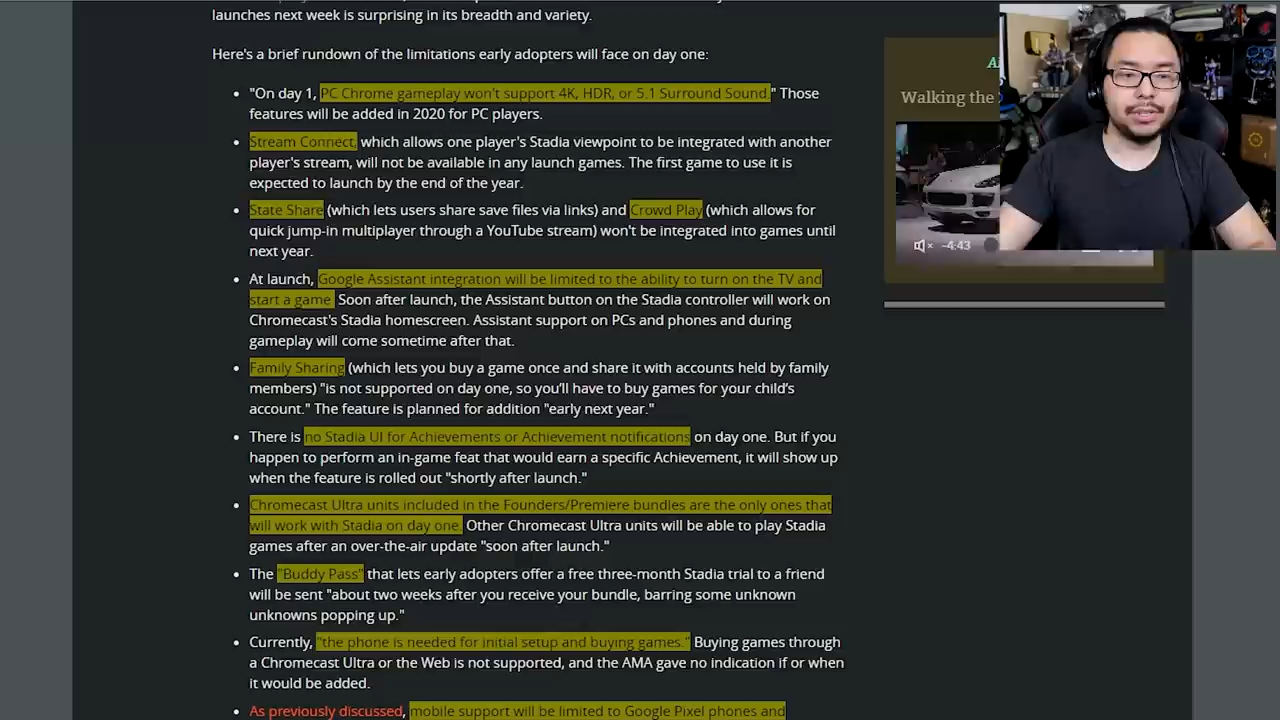 launches next week is surprising in its breadth and variety.
Here's a brief rundown of the limitations early adopters will face on day one:
• "On day 1, PC Chrome gameplay won't support 4K, HDR, or 5.1 Surround Sound." Those
features will be added in 2020 for PC players.
• Stream Connect, which allows one player's Stadia viewpoint to be integrated with another
player's stream, will not be available in any launch games. The first game to use it is
expected to launch by the end of the year.
• State Share (which lets users share save files via links) and Crowd Play (which allows for
quick jump-in multiplayer through a YouTube stream) won't be integrated into games until
next year.
• At launch, Google Assistant integration will be limited to the ability to turn on the TV and
start a game. Soon after launch, the Assistant button on the Stadia controller will work on
Chromecast's Stadia homescreen. Assistant support on PCs and phones and during
gameplay will come sometime after that.
• Family Sharing (which lets you buy a game once and share it with accounts held by family
members) "is not supported on day one, so you'll have to buy games for your child's
account." The feature is planned for addition "early next year."
• There is no Stadia UI for Achievements or Achievement notifications on day one. But if you
happen to perform an in-game feat that would earn a specific Achievement, it will show up
when the feature is rolled out "shortly after launch."
• Chromecast Ultra units included in the Founders/Premiere bundles are the only ones that
will work with Stadia on day one. Other Chromecast Ultra units will be able to play Stadia
games after an over-the-air update "soon after launch."
• The "Buddy Pass" that lets early adopters offer a free three-month Stadia trial to a friend
will be sent "about two weeks after you receive your bundle, barring some unknown
unknowns popping up."
• Currently, "the phone is needed for initial setup and buying games." Buying games through
a Chromecast Ultra or the Web is not supported, and the AMA gave no indication if or when
it would be added.
• As previously discussed, mobile support will be limited to Google Pixel phones and
Walking the
-4:43